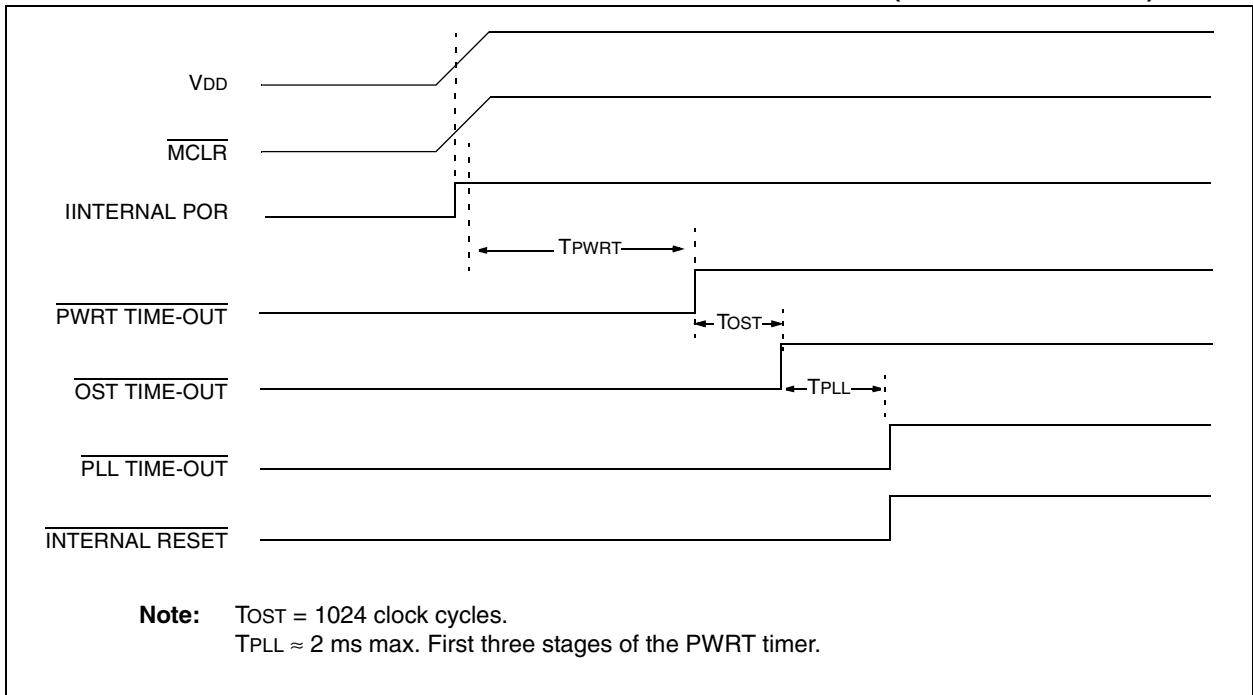 VDD
MCLR
IINTERNAL POR
TPWRT
PWRT TIME-OUT
TOST
OST TIME-OUT
TPLL
PLL TIME-OUT
INTERNAL RESET
Note: TOST = 1024 clock cycles.
TPLL ≈ 2 ms max. First three stages of the PWRT timer.